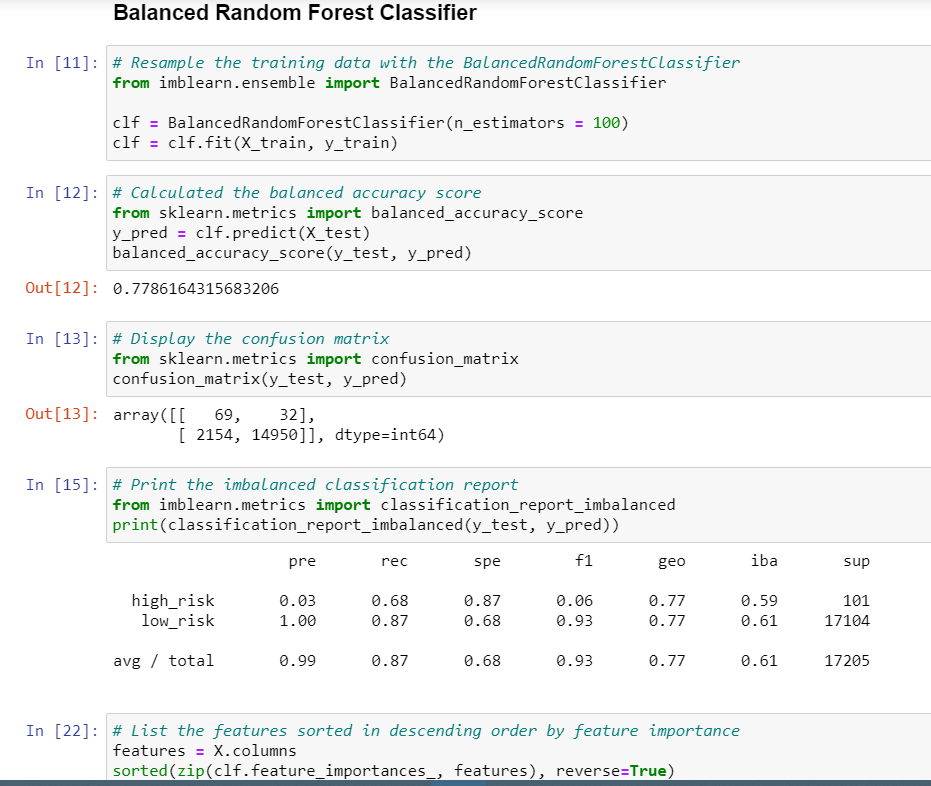 Balanced Random Forest Classifier
In [11]: # Resample the training data with the BalancedRandomForestClassifier
from imblearn.ensemble import BalancedRandomForestClassifier
clf = BalancedRandomForestClassifier(n_estimators = 100)
clf = clf.fit(X_train, y_train)
In [12]: # Calculated the balanced accuracy score
from sklearn.metrics import balanced_accuracy_score
y_pred = clf.predict(X_test)
balanced_accuracy_score(y_test, y_pred)
Out[12]: 0.7786164315683206
In [13]: # Display the confusion matrix
from sklearn.metrics import confusion_matrix
confusion_matrix(y_test, y_pred)
Out[13]: array([[   69,    32],
       [ 2154, 14950]], dtype=int64)
In [15]: # Print the imbalanced classification report
from imblearn.metrics import classification_report_imbalanced
print(classification_report_imbalanced(y_test, y_pred))
pre rec spe f1 geo iba sup
high_risk 0.03 0.68 0.87 0.06 0.77 0.59 101
low_risk 1.00 0.87 0.68 0.93 0.77 0.61 17104
avg / total 0.99 0.87 0.68 0.93 0.77 0.61 17205
In [22]: # List the features sorted in descending order by feature importance
features = X.columns
sorted(zip(clf.feature_importances_, features), reverse=True)